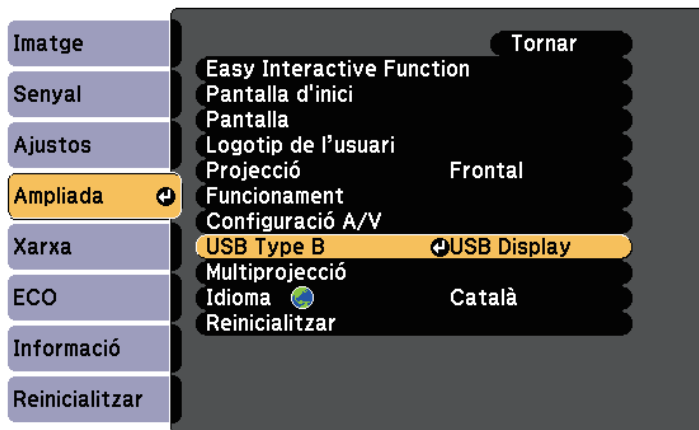 Imatge
Senyal
Ajustos
Ampliada
Xarxa
ECO
Informació
Reinicialitzar
Tornar
Easy Interactive Function
Pantalla d'inici
Pantalla
Logotip de l’usuari
Projecció Frontal
Funcionament
Configuració A/V
USB Type B USB Display
Multiprojecció
Idioma Català
Reinicialitzar